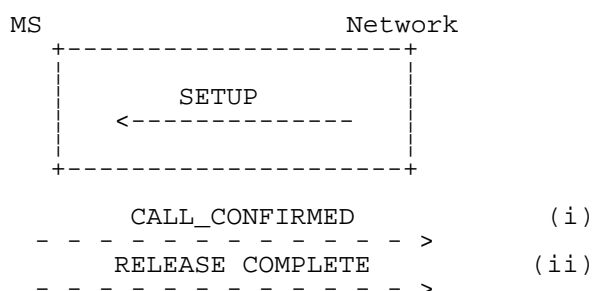 MS Network
SETUP
CALL_CONFIRMED (i)
RELEASE COMPLETE (ii)